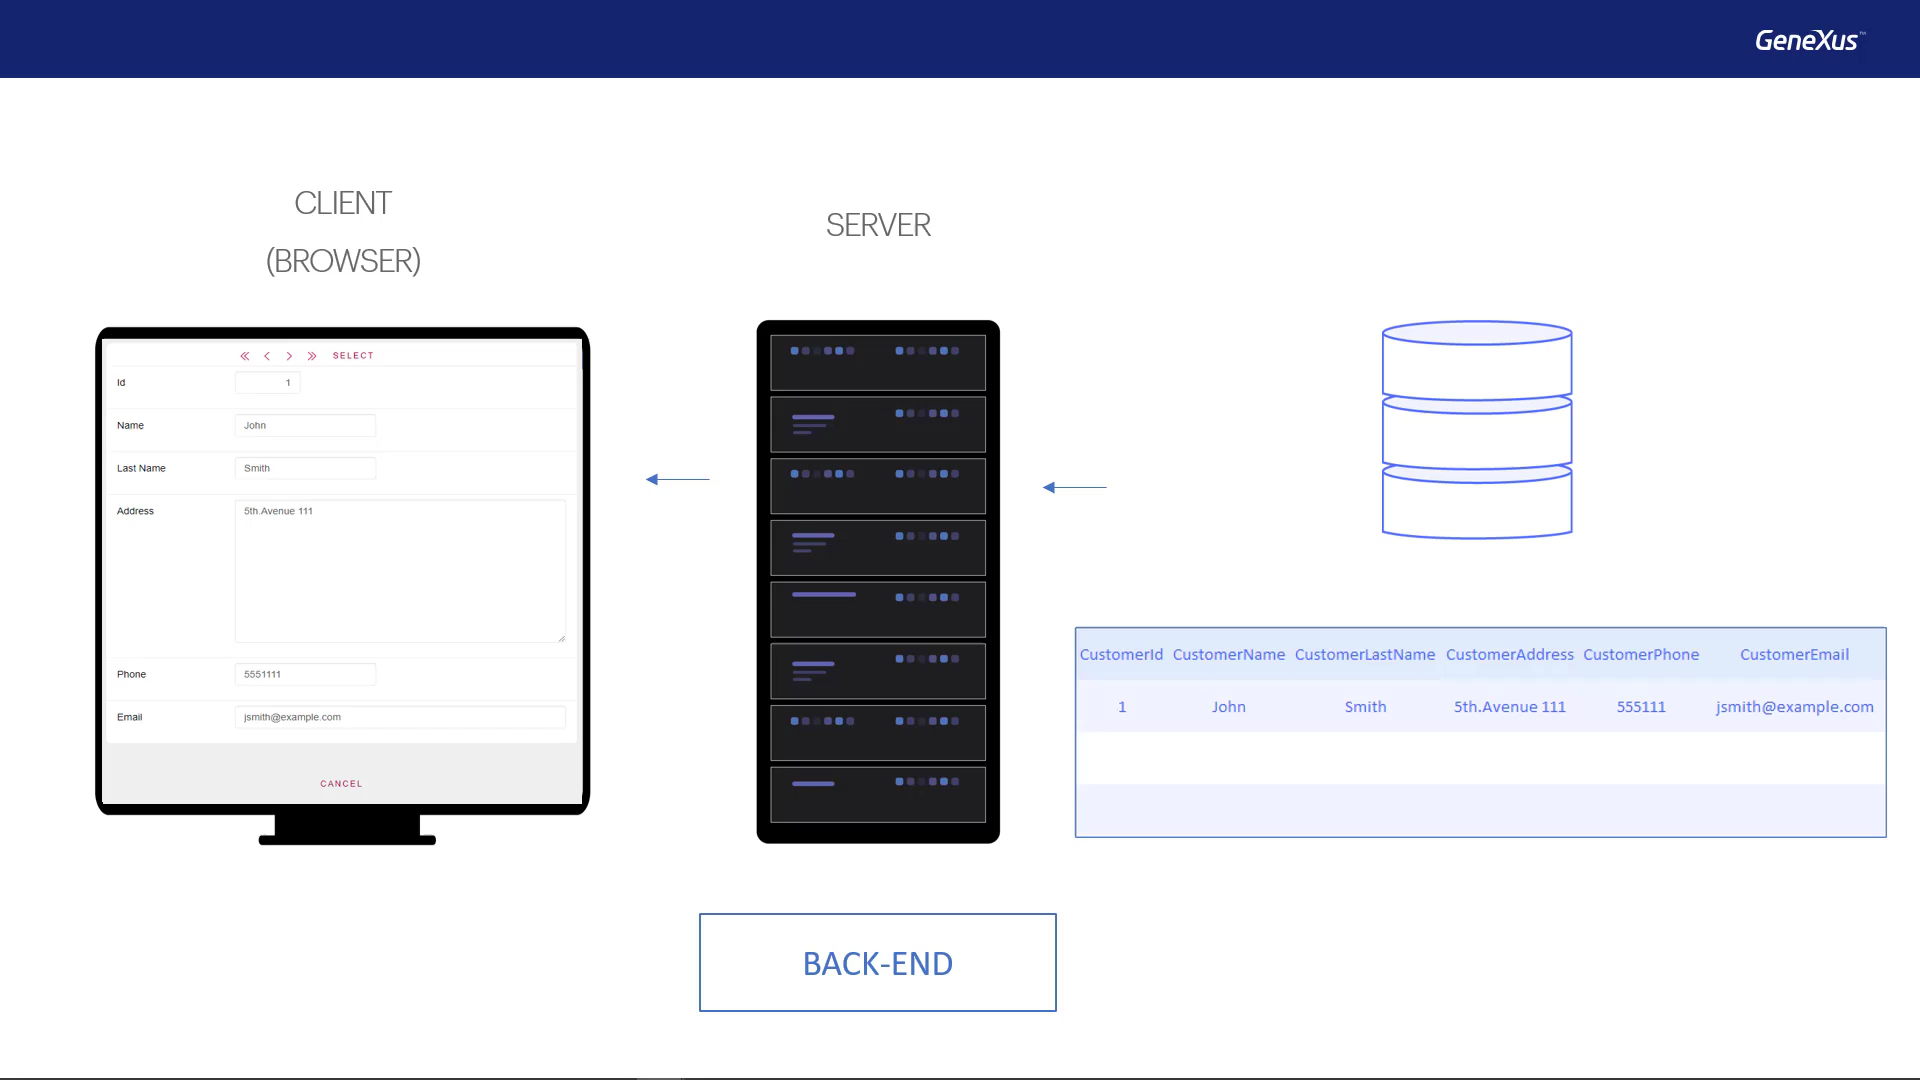 GeneXus™
CLIENT
(BROWSER)
SERVER
SELECT
Id 1
Name John
Last Name Smith
Address 5th.Avenue 111
Phone 5551111
Email jsmith@example.com
CANCEL
CustomerId CustomerName CustomerLastName CustomerAddress CustomerPhone CustomerEmail
1 John Smith 5th.Avenue 111 555111 jsmith@example.com
BACK-END